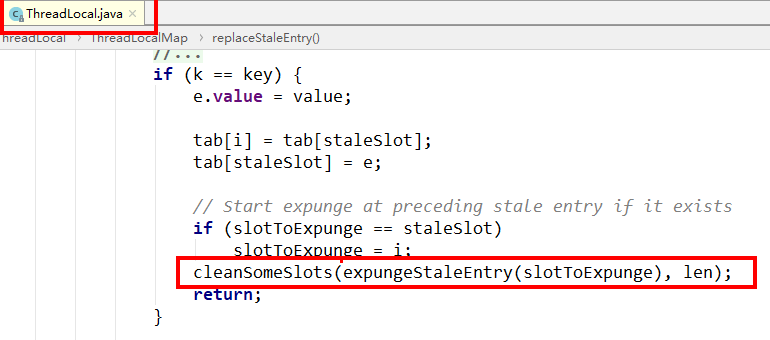 ThreadLocal.java ×
hreadLocal › ThreadLocalMap › replaceStaleEntry()
//...
if (k == key) {
e.value = value;
tab[i] = tab[staleSlot];
tab[staleSlot] = e;
// Start expunge at preceding stale entry if it exists
if (slotToExpunge == staleSlot)
slotToExpunge = i;
cleanSomeSlots(expungeStaleEntry(slotToExpunge), len);
return;
}